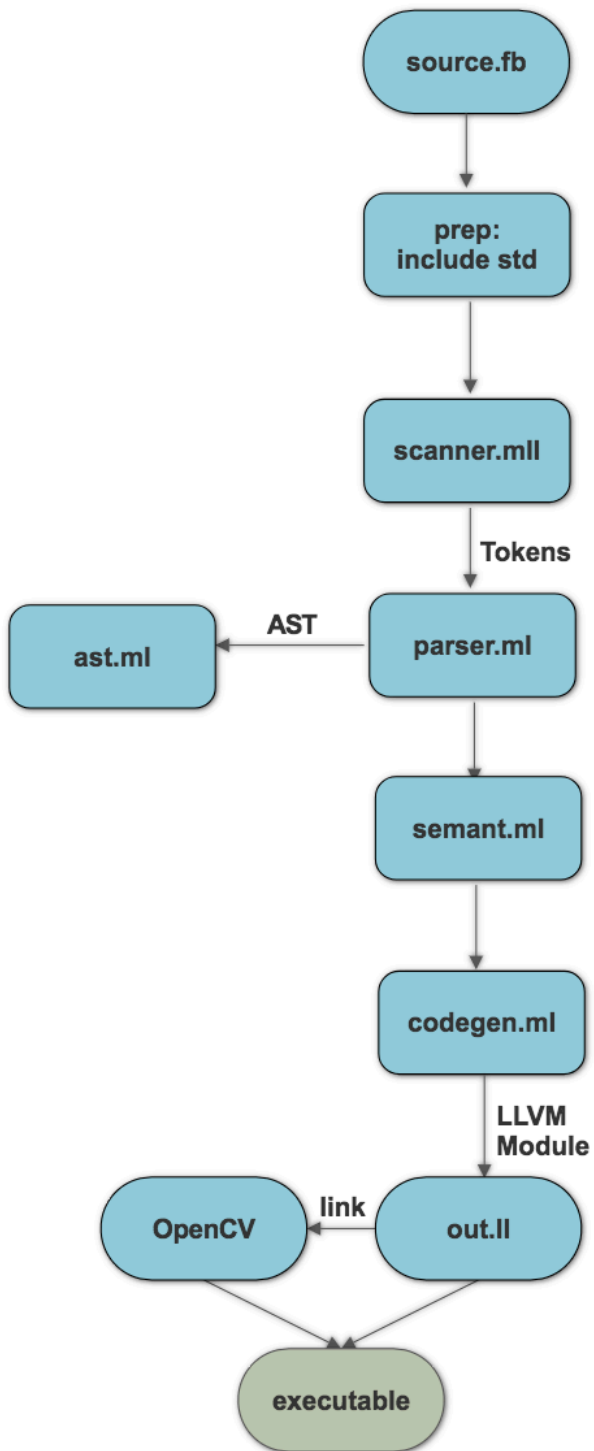 source.fb
prep:
include std
scanner.mll
Tokens
AST
ast.ml
parser.ml
semant.ml
codegen.ml
LLVM
Module
link
OpenCV
out.ll
executable